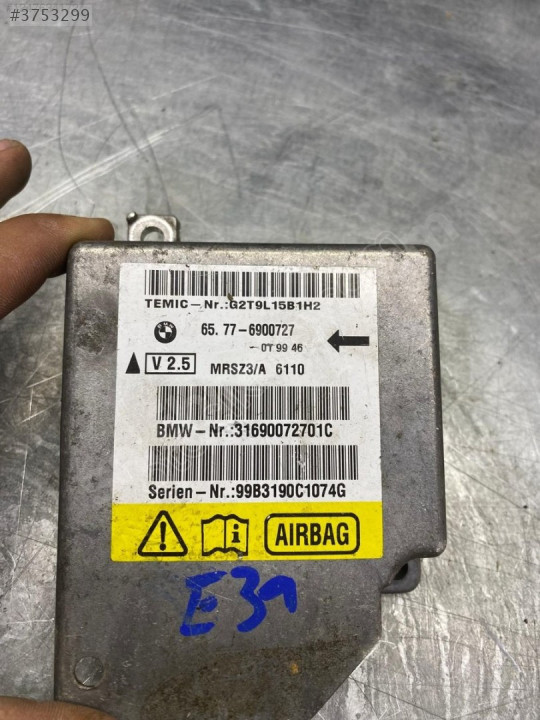 #3753299
TEMIC-Nr.:G2T9L15B1H2
65.77-6900727
- 0T 99 46
V 2.5
MRSZ3/A 6110
BMW-Nr.:31690072701C
Serien-Nr.:99B3190C1074G
AIRBAG
E39